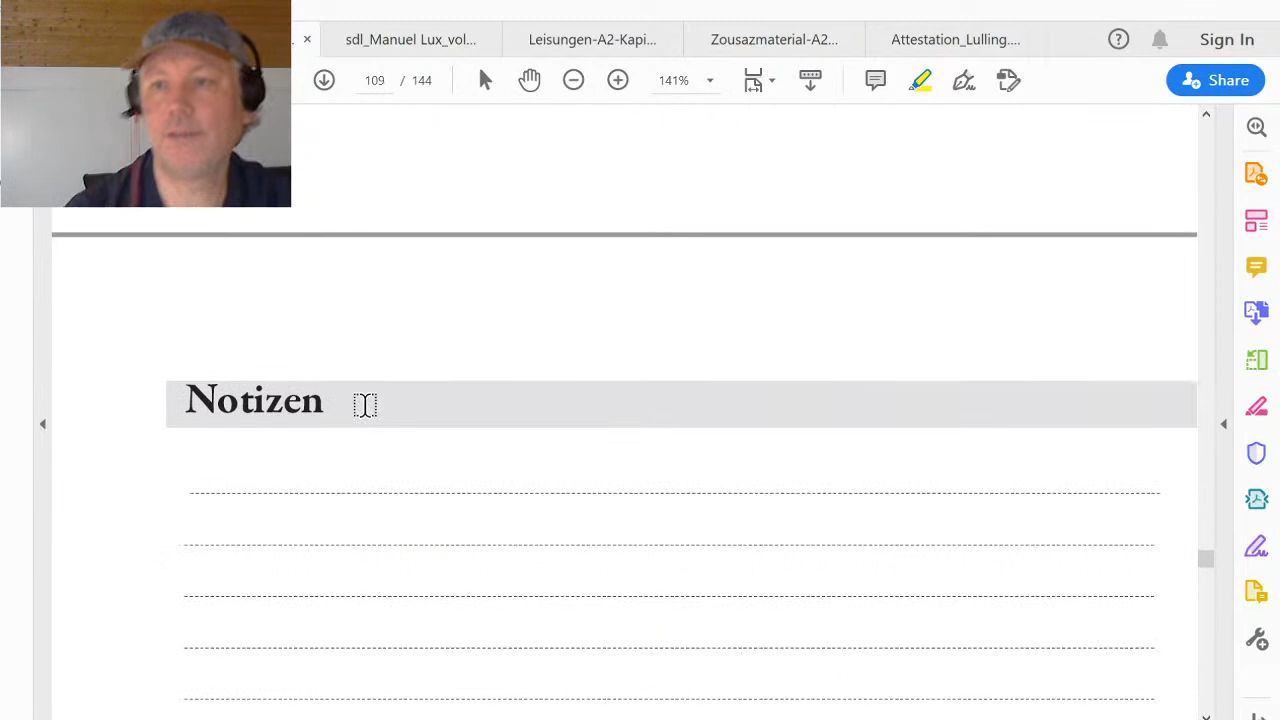 sdl_Manuel Lux_vol...
Leisungen-A2-Kapi...
Zousazmaterial-A2...
Attestation_Lulling....
Sign In
109 / 144
141%
Share
Notizen